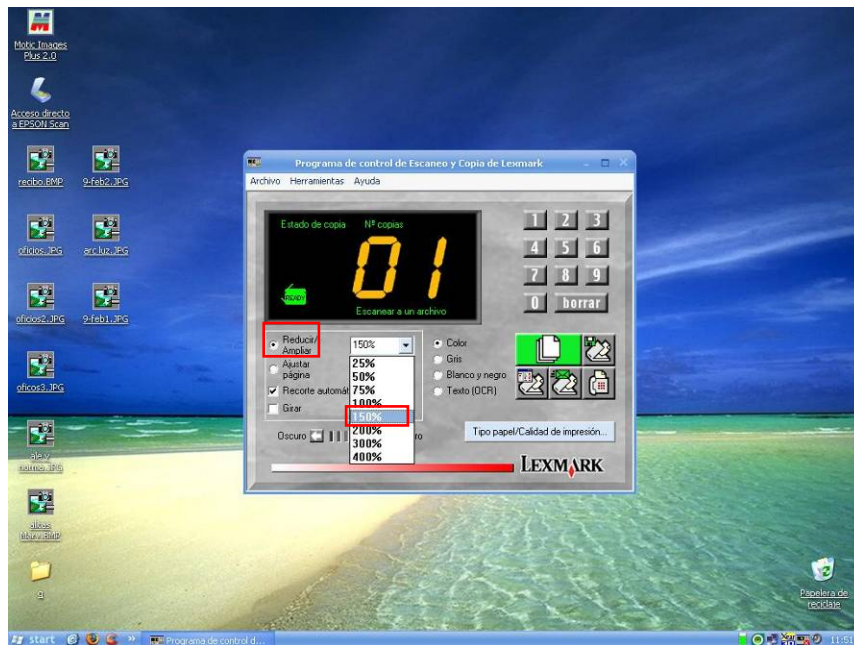 Motic Images
Plus 2.0
Acceso directo
a EPSON Scan
recibo.BMP
9-feb2.JPG
oficios.JPG
arc.luz.JPG
oficios2.JPG
9-feb1.JPG
oficos3.JPG
ale y
norma.JPG
Programa de control de Escaneo y Copia de Lexmark
Archivo Herramientas Ayuda
Estado de copia Nº copias
01
READY
Escanear a un archivo
1 2 3
4 5 6
7 8 9
0 borrar
Reducir/
Ampliar
150%
Ajustar
página
Recorte automát
Girar
25%
50%
75%
100%
150%
200%
300%
400%
Color
Gris
Blanco y negro
Texto (OCR)
Oscuro
ro
Tipo papel/Calidad de impresión...
LEXMARK
Papelera de
reciclaje
start
Programa de control d...
11:51